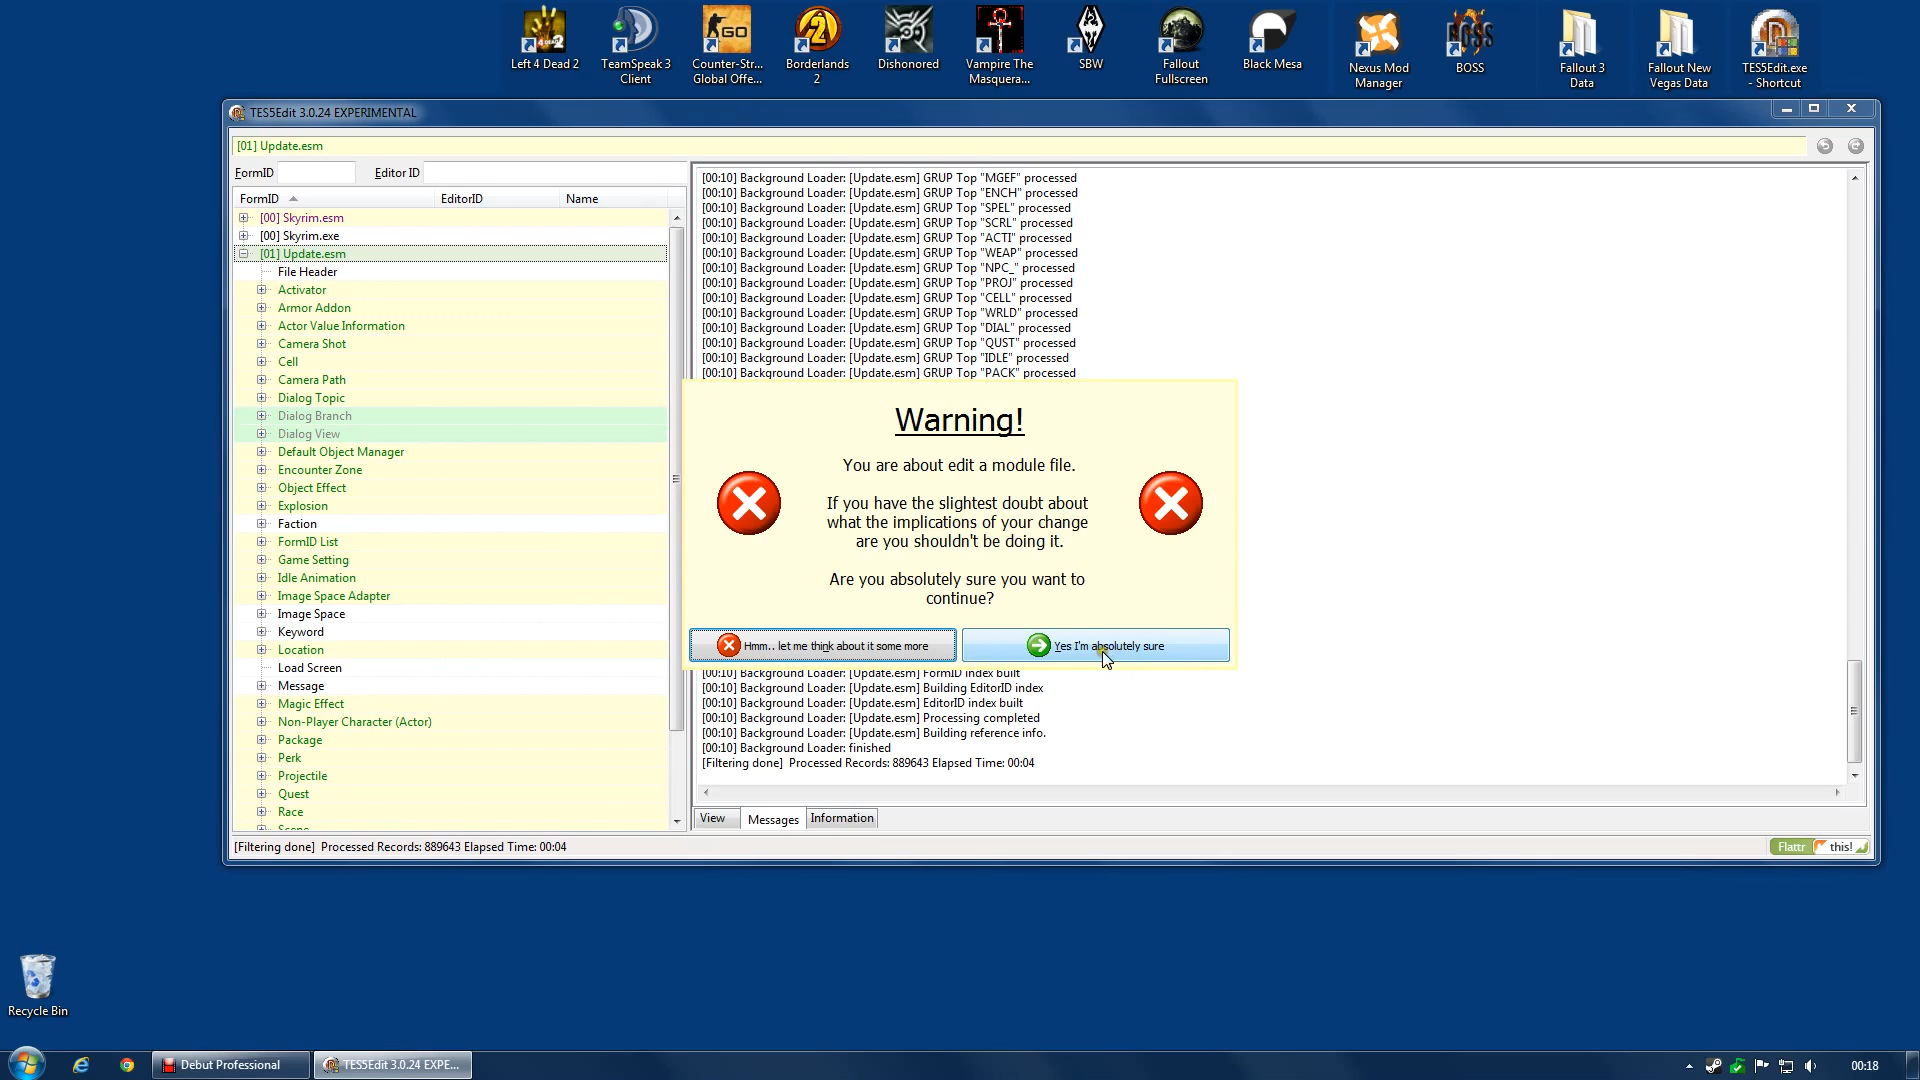 Left 4 Dead 2
TeamSpeak 3
Client
Counter-Str...
Global Offe...
Borderlands
2
Dishonored
Vampire The
Masquera...
SBW
Fallout
Fullscreen
Black Mesa
Nexus Mod
Manager
BOSS
Fallout 3
Data
Fallout New
Vegas Data
TES5Edit.exe
- Shortcut
TES5Edit 3.0.24 EXPERIMENTAL
[01] Update.esm
FormID
Editor ID
FormID EditorID Name
[00] Skyrim.esm
[00] Skyrim.exe
[01] Update.esm
File Header
Activator
Armor Addon
Actor Value Information
Camera Shot
Cell
Camera Path
Dialog Topic
Dialog Branch
Dialog View
Default Object Manager
Encounter Zone
Object Effect
Explosion
Faction
FormID List
Game Setting
Idle Animation
Image Space Adapter
Image Space
Keyword
Location
Load Screen
Message
Magic Effect
Non-Player Character (Actor)
Package
Perk
Projectile
Quest
Race
Scene
[00:10] Background Loader: [Update.esm] GRUP Top "MGEF" processed
[00:10] Background Loader: [Update.esm] GRUP Top "ENCH" processed
[00:10] Background Loader: [Update.esm] GRUP Top "SPEL" processed
[00:10] Background Loader: [Update.esm] GRUP Top "SCRL" processed
[00:10] Background Loader: [Update.esm] GRUP Top "ACTI" processed
[00:10] Background Loader: [Update.esm] GRUP Top "WEAP" processed
[00:10] Background Loader: [Update.esm] GRUP Top "NPC_" processed
[00:10] Background Loader: [Update.esm] GRUP Top "PROJ" processed
[00:10] Background Loader: [Update.esm] GRUP Top "CELL" processed
[00:10] Background Loader: [Update.esm] GRUP Top "WRLD" processed
[00:10] Background Loader: [Update.esm] GRUP Top "DIAL" processed
[00:10] Background Loader: [Update.esm] GRUP Top "QUST" processed
[00:10] Background Loader: [Update.esm] GRUP Top "IDLE" processed
[00:10] Background Loader: [Update.esm] GRUP Top "PACK" processed
Warning!
You are about edit a module file.
If you have the slightest doubt about
what the implications of your change
are you shouldn't be doing it.
Are you absolutely sure you want to
continue?
Hmm.. let me think about it some more
Yes I'm absolutely sure
[00:10] Background Loader: [Update.esm] FormID index built
[00:10] Background Loader: [Update.esm] Building EditorID index
[00:10] Background Loader: [Update.esm] EditorID index built
[00:10] Background Loader: [Update.esm] Processing completed
[00:10] Background Loader: [Update.esm] Building reference info.
[00:10] Background Loader: finished
[Filtering done] Processed Records: 889643 Elapsed Time: 00:04
View Messages Information
[Filtering done] Processed Records: 889643 Elapsed Time: 00:04
Flattr this!
Recycle Bin
Debut Professional
TES5Edit 3.0.24 EXPE...
00:18